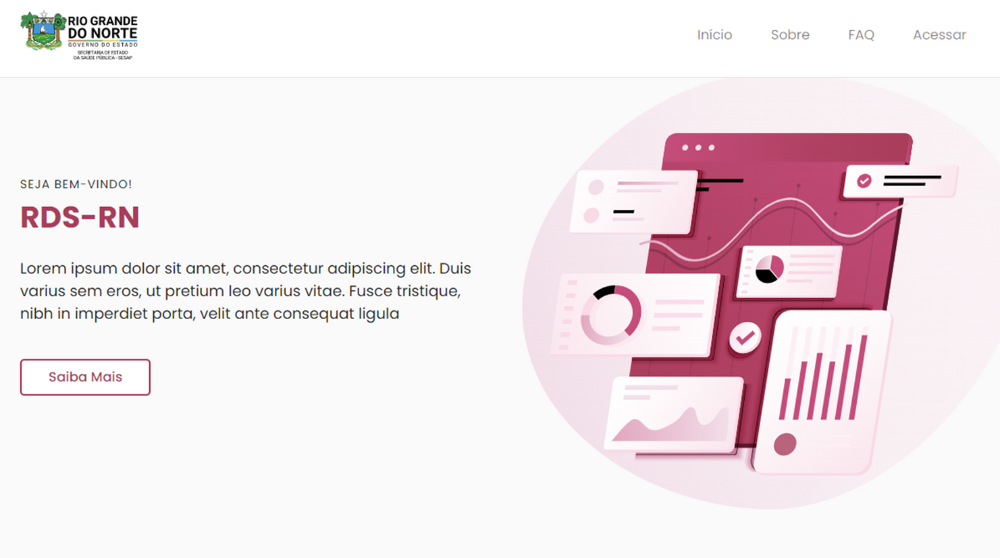 RIO GRANDE
DO NORTE
GOVERNO DO ESTADO
SECRETARIA DE ESTADO
DA SAÚDE PÚBLICA - SESAP
Início
Sobre
FAQ
Acessar
SEJA BEM-VINDO!
RDS-RN
Lorem ipsum dolor sit amet, consectetur adipiscing elit. Duis
varius sem eros, ut pretium leo varius vitae. Fusce tristique,
nibh in imperdiet porta, velit ante consequat ligula
Saiba Mais